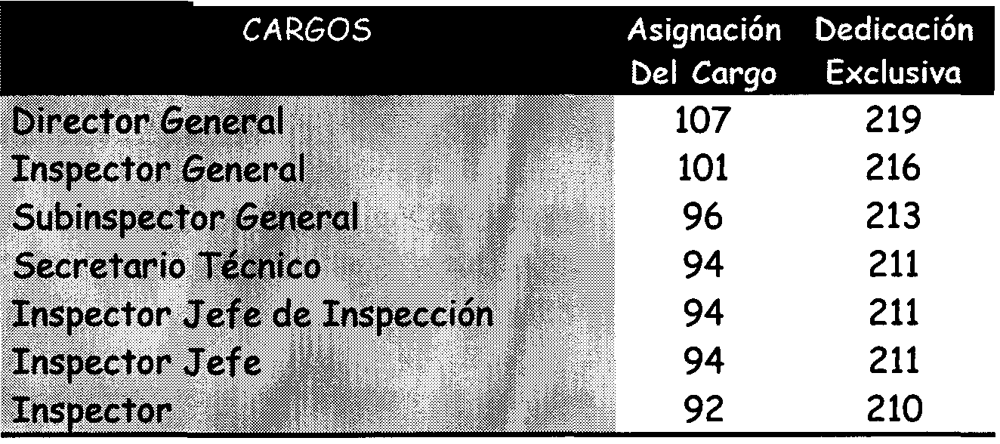 CARGOS Asignación Dedicación
Del Cargo Exclusiva
Director General 107 219
Inspector General 101 216
Subinspector General 96 213
Secretario Técnico 94 211
Inspector Jefe de Inspección 94 211
Inspector Jefe 94 211
Inspector 92 210